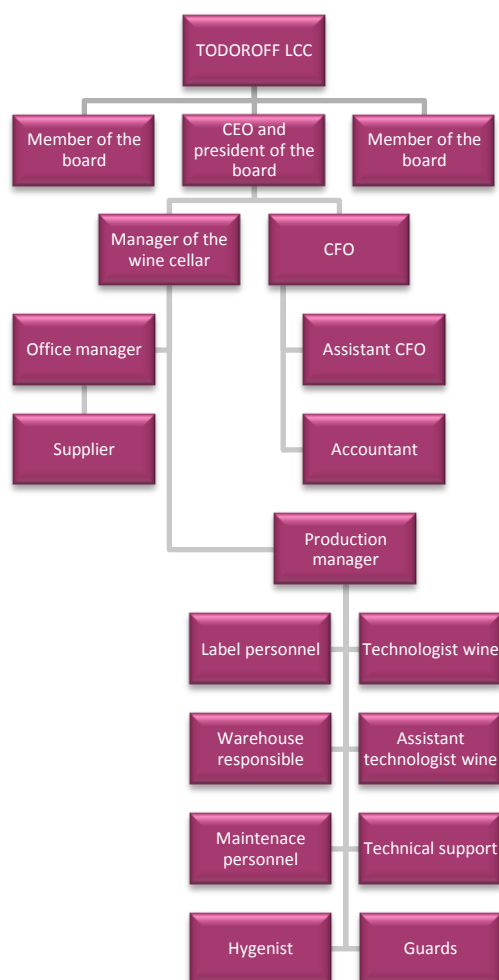 TODOROFF LCC
Member of the
board
CEO and
president of the
board
Member of the
board
Manager of the
wine cellar
CFO
Office manager
Assistant CFO
Supplier
Accountant
Production
manager
Label personnel
Technologist wine
Warehouse
responsible
Assistant
technologist wine
Maintenace
personnel
Technical support
Hygenist
Guards